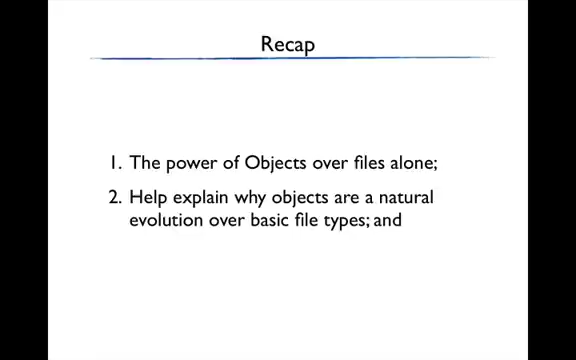 Recap
1. The power of Objects over files alone;
2. Help explain why objects are a natural
evolution over basic file types; and